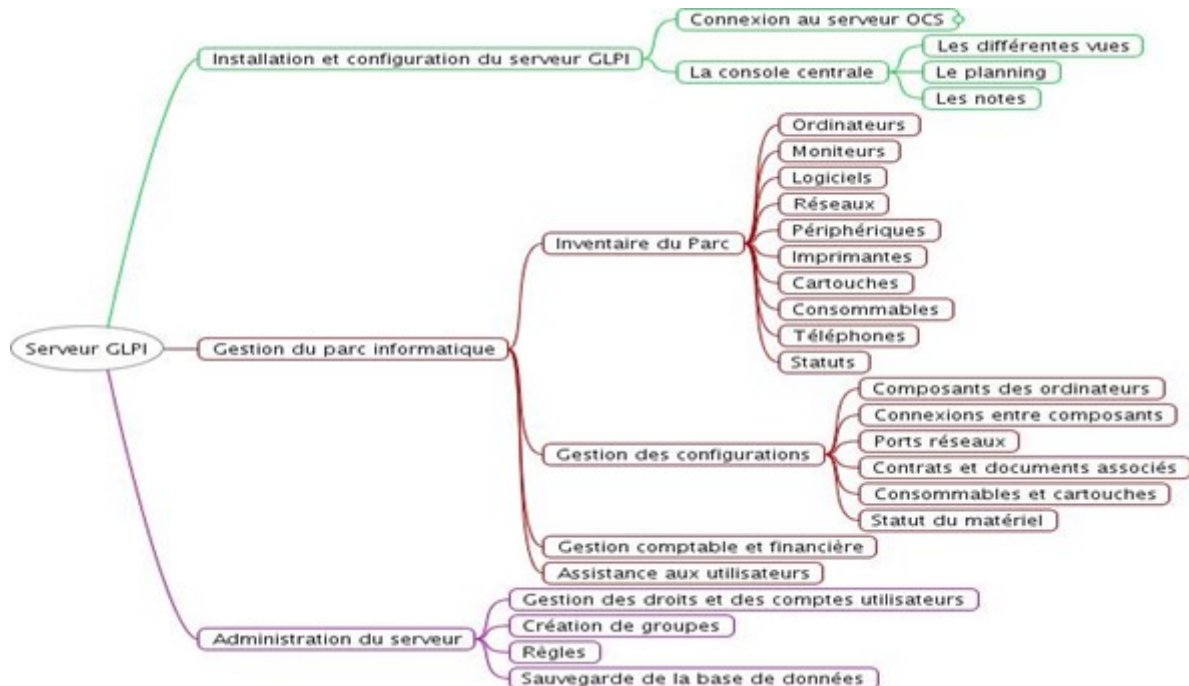 Serveur GLPI
Installation et configuration du serveur GLPI
Connexion au serveur OCS
La console centrale
Les différentes vues
Le planning
Les notes
Gestion du parc informatique
Inventaire du Parc
Ordinateurs
Moniteurs
Logiciels
Réseaux
Périphériques
Imprimantes
Cartouches
Consommables
Téléphones
Statuts
Gestion des configurations
Composants des ordinateurs
Connexions entre composants
Ports réseaux
Contrats et documents associés
Consommables et cartouches
Statut du matériel
Gestion comptable et financière
Assistance aux utilisateurs
Administration du serveur
Gestion des droits et des comptes utilisateurs
Création de groupes
Règles
Sauvegarde de la base de données